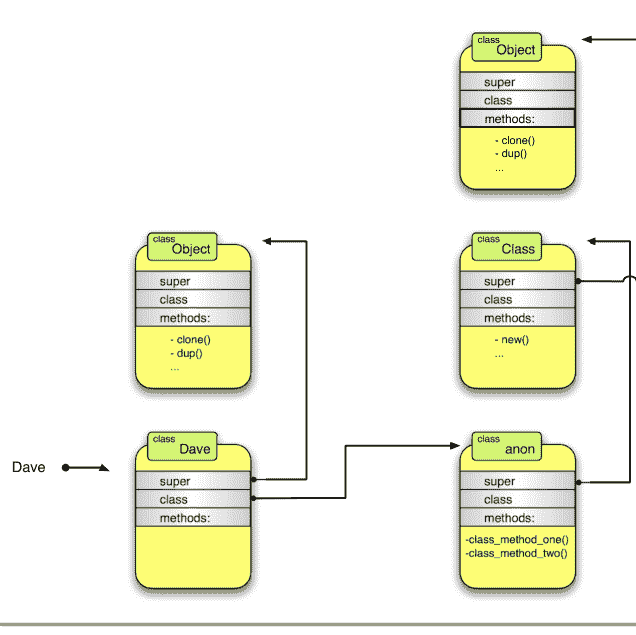 class
Object
super
class
methods:
- clone()
- dup()
...
class
Object
super
class
methods:
- clone()
- dup()
...
class
Class
super
class
methods:
- new()
...
Dave
class
Dave
super
class
methods:
class
anon
super
class
methods:
-class_method_one()
-class_method_two()